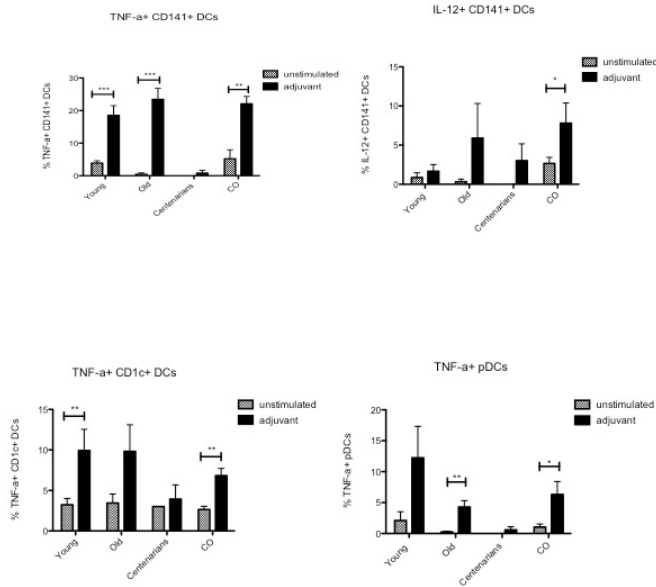 TNF-a+ CD141+ DCs
% TNF-a+ CD141+ DCs
30
20
10
0
***
***
**
unstimulated
adjuvant
Young
Old
Centenarians
CO
IL-12+ CD141+ DCs
% IL-12+ CD141+ DCs
15
10
5
0
*
unstimulated
adjuvant
Young
Old
Centenarians
CO
TNF-a+ CD1c+ DCs
% TNF-a+ CD1c+ DCs
15
10
5
0
**
**
unstimulated
adjuvant
Young
Old
Centenarians
CO
TNF-a+ pDCs
% TNF-a+ pDCs
20
15
10
5
0
**
*
unstimulated
adjuvant
Young
Old
Centenarians
CO